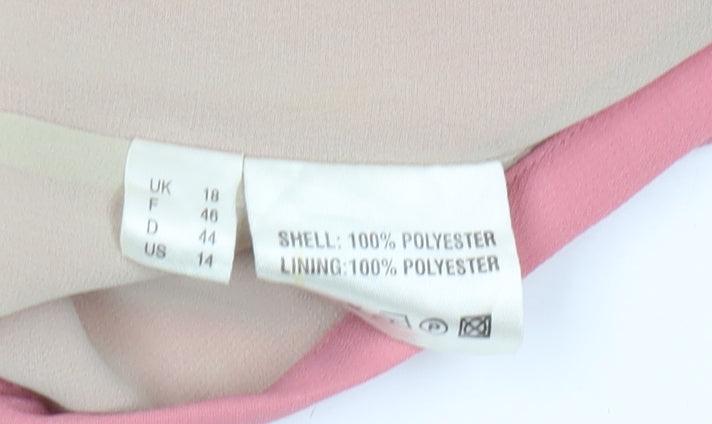 UK 18
F 46
D 44
US 14
SHELL: 100% POLYESTER
LINING:100% POLYESTER
P